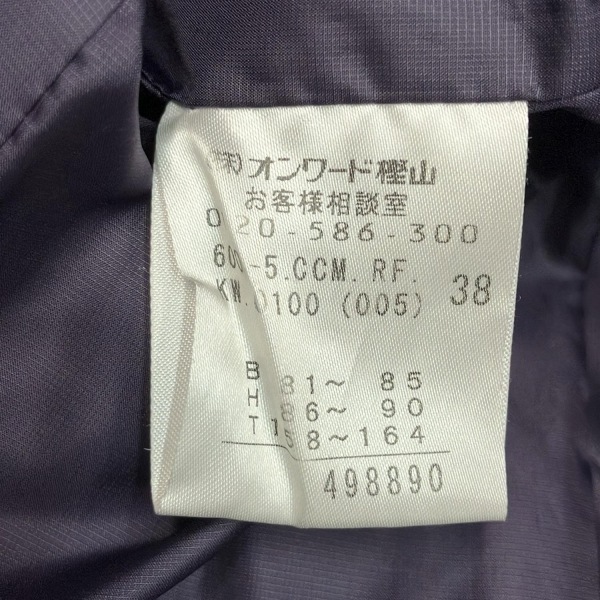 ㈱オンワード樫山
お客様相談室
0120-586-300
-5.CCM.RF.
KW.0100 (005) 38
B 81〜 85
H 86〜 90
T 158〜164
498890